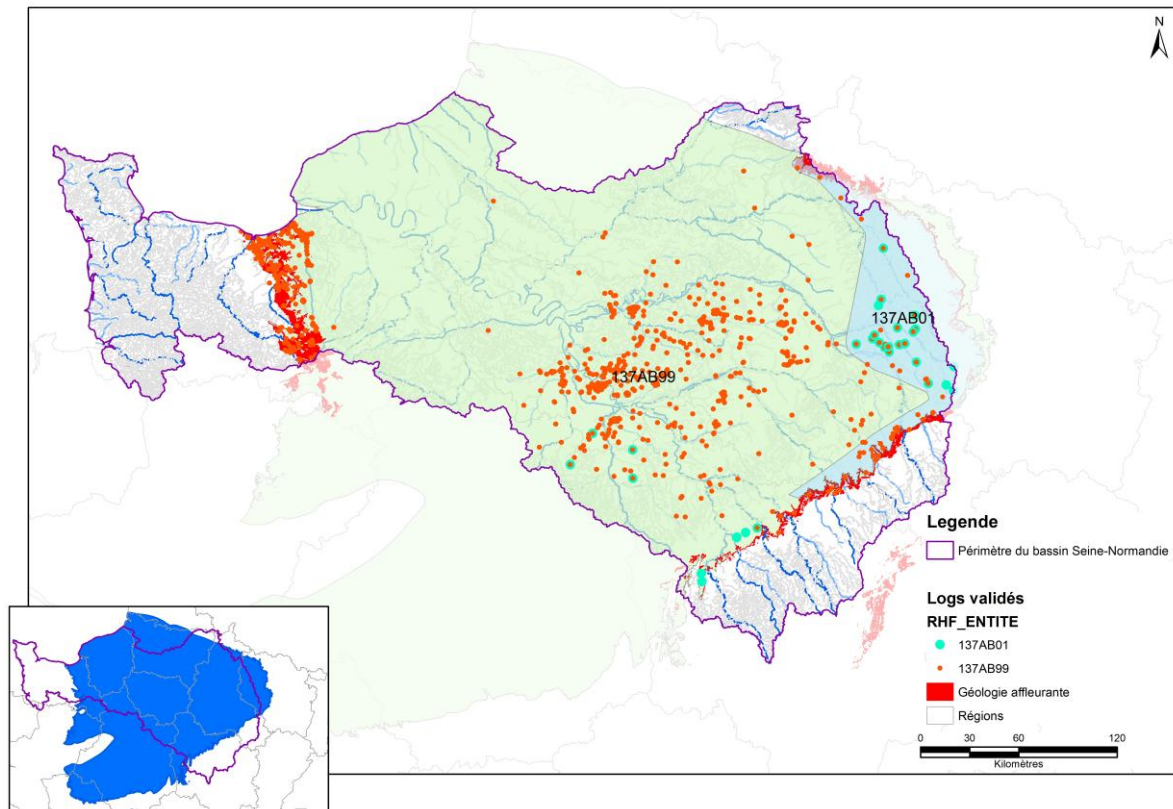 N
137AB01
137AB99
Legende
Périmètre du bassin Seine-Normandie
Logs validés
RHF_ENTITE
137AB01
137AB99
Géologie affleurante
Régions
0 30 60 120
Kilomètres